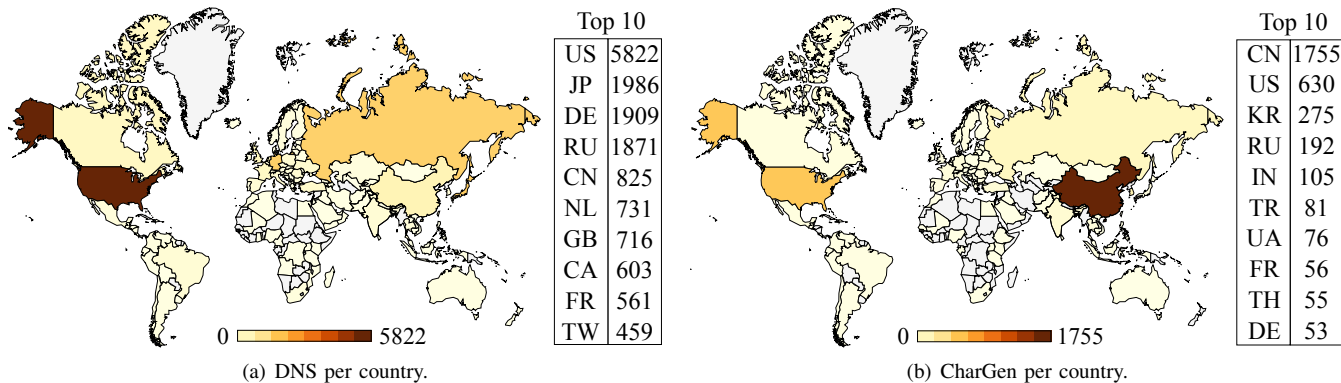 Top 10
US 5822
JP 1986
DE 1909
RU 1871
CN 825
NL 731
GB 716
CA 603
FR 561
TW 459
0 5822
(a) DNS per country.
Top 10
CN 1755
US 630
KR 275
RU 192
IN 105
TR 81
UA 76
FR 56
TH 55
DE 53
0 1755
(b) CharGen per country.